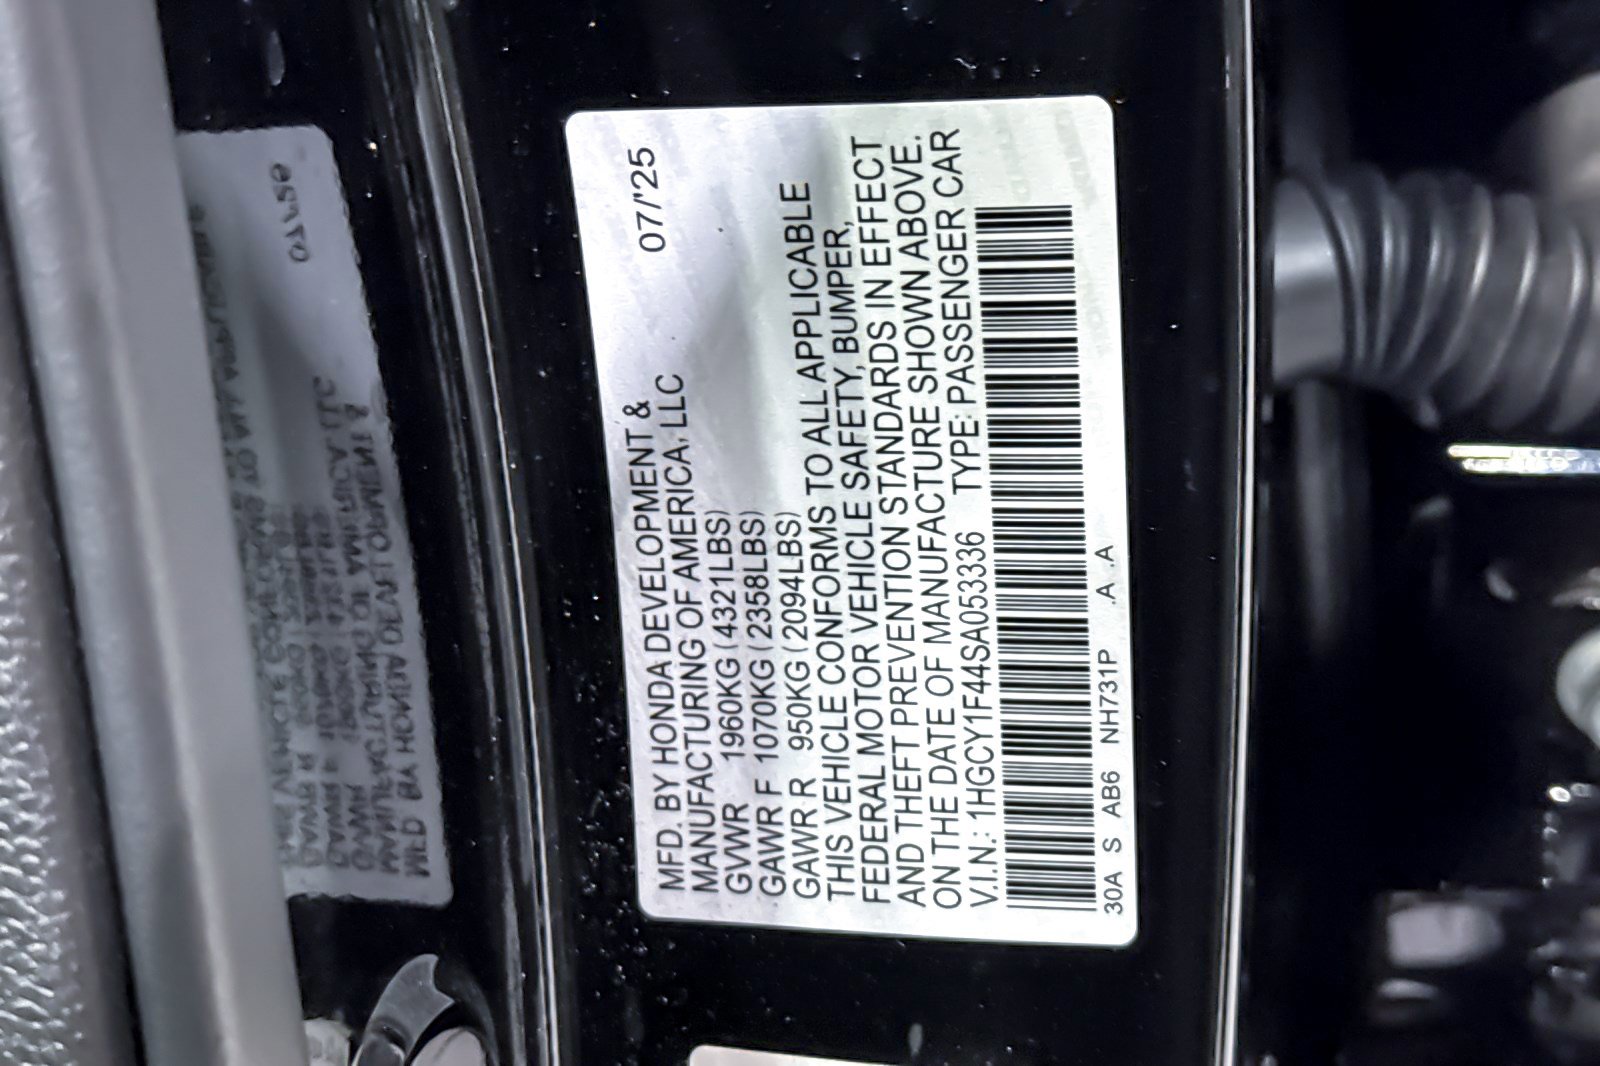 MFD. BY HONDA DEVELOPMENT & 07/'25
MANUFACTURING OF AMERICA, LLC
GVWR 1960KG (4321LBS)
GAWR F 1070KG (2358LBS)
GAWR R 950KG (2094LBS)
THIS VEHICLE CONFORMS TO ALL APPLICABLE
FEDERAL MOTOR VEHICLE SAFETY, BUMPER,
AND THEFT PREVENTION STANDARDS IN EFFECT
ON THE DATE OF MANUFACTURE SHOWN ABOVE.
V.I.N.: 1HGCY1F44SA053336 TYPE: PASSENGER CAR
30A S AB6 NH731P .A .A